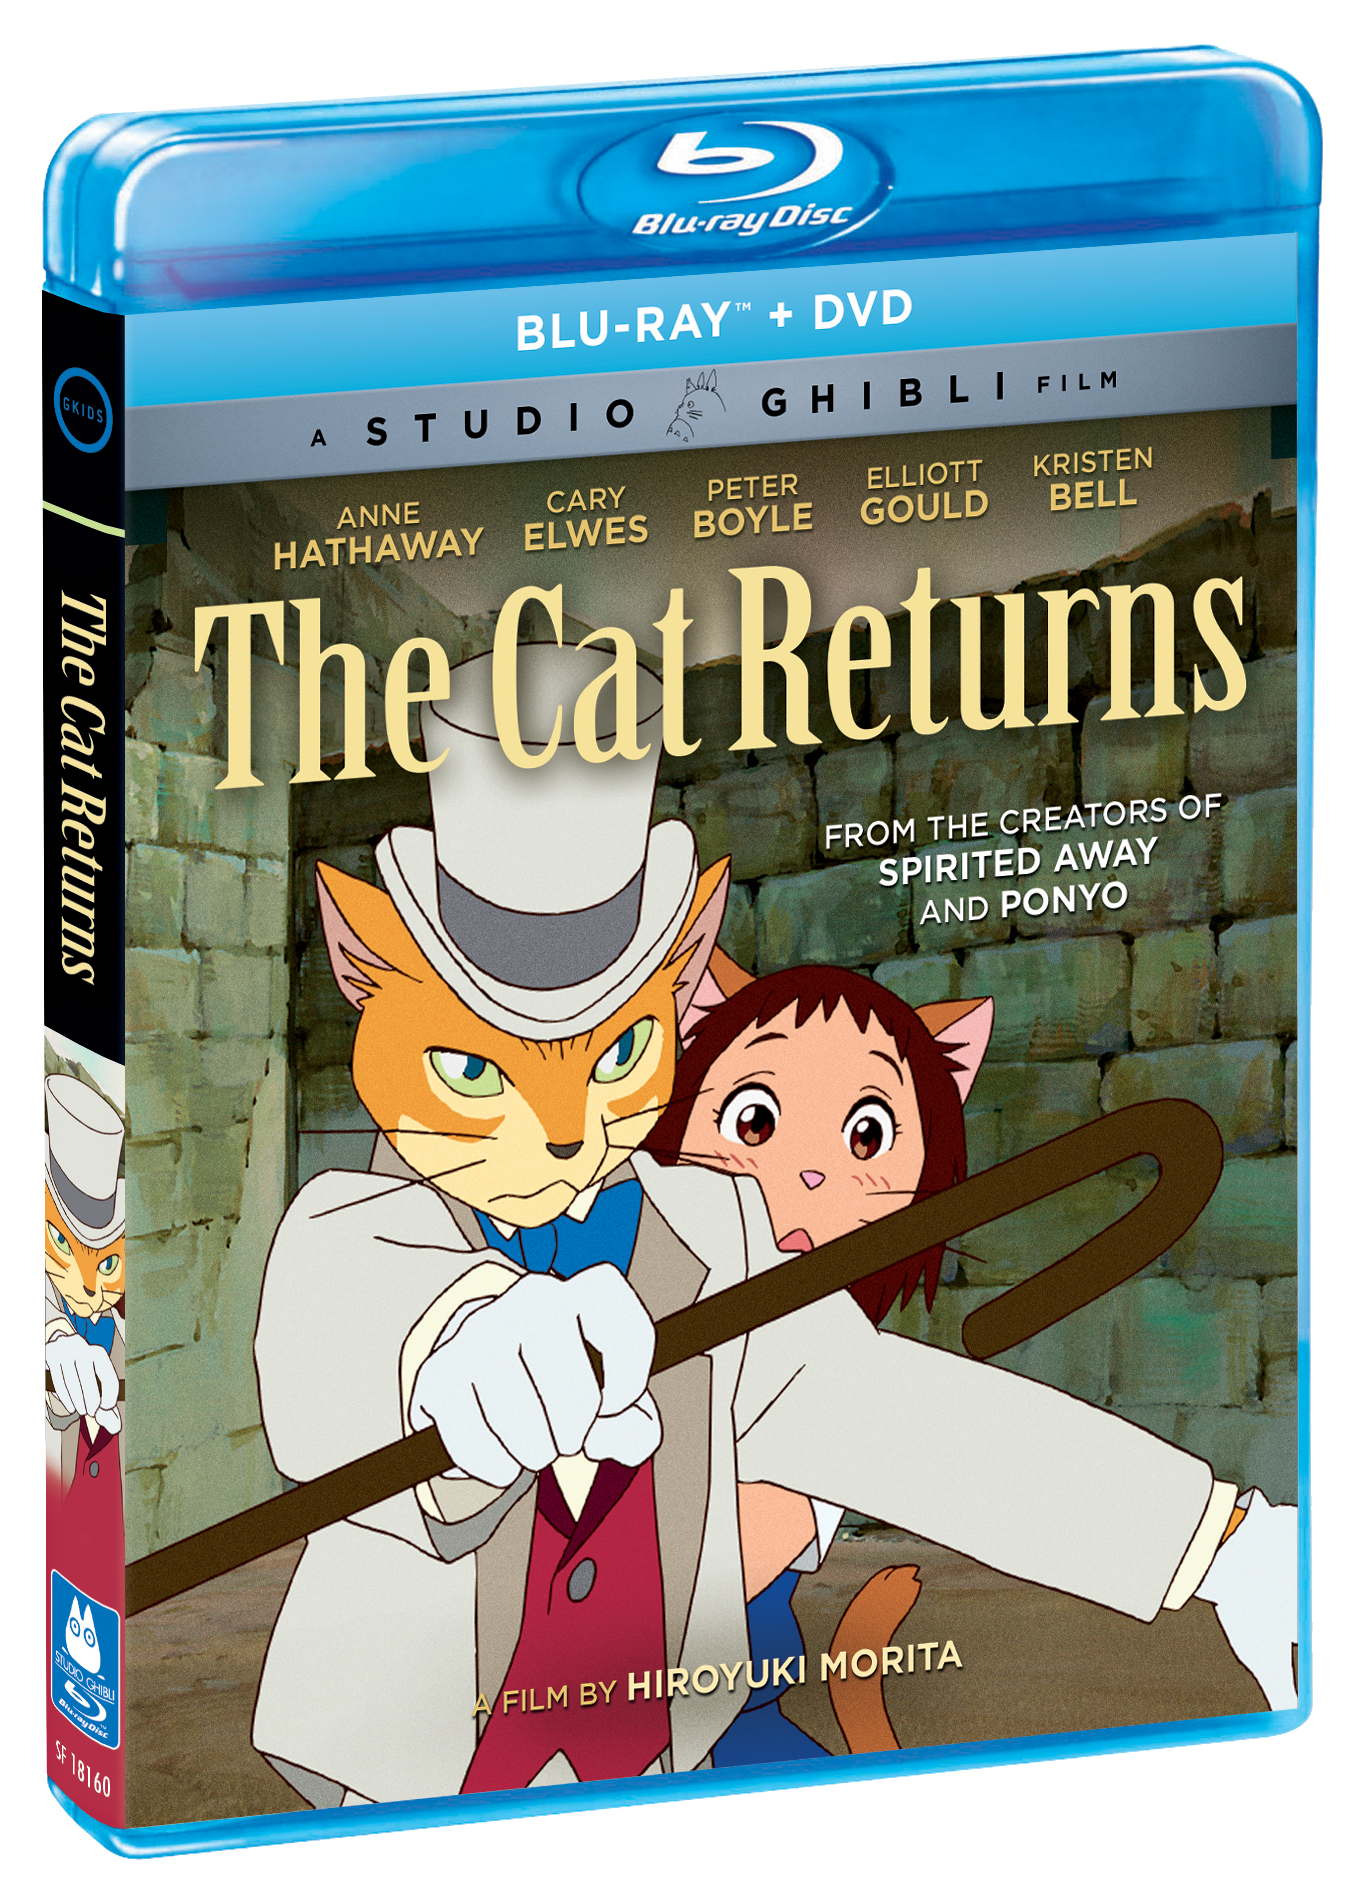 Blu-ray Disc
BLU-RAY™ + DVD
A STUDIO GHIBLI FILM
ANNE HATHAWAY
CARY ELWES
PETER BOYLE
ELLIOTT GOULD
KRISTEN BELL
The Cat Returns
FROM THE CREATORS OF
SPIRITED AWAY
AND PONYO
A FILM BY HIROYUKI MORITA
GKIDS
The Cat Returns
STUDIO GHIBLI
Blu-ray Disc™
SF 18160